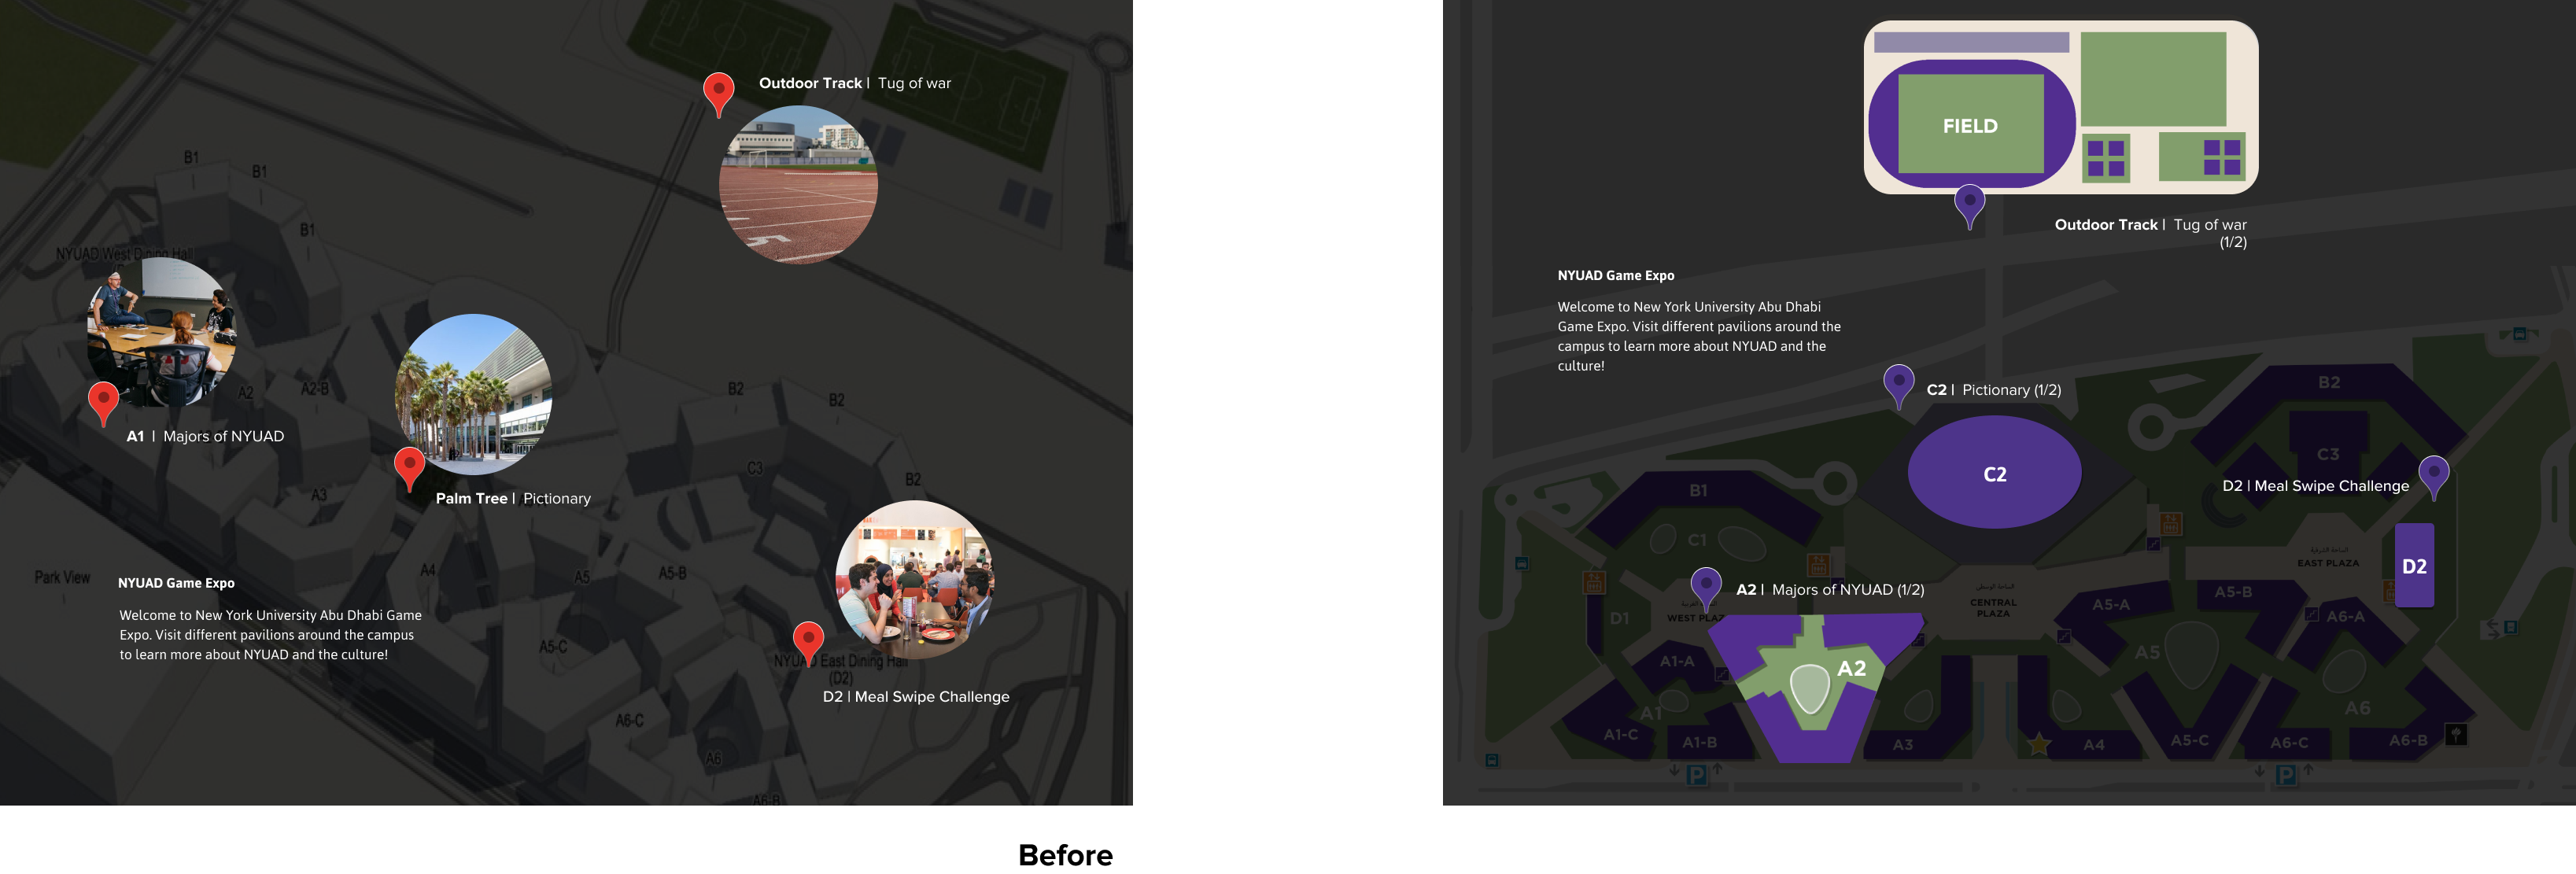 Outdoor Track | Tug of war
B1
B1
B1
NYUAD West Dining Hall
A2
A2-B
A1 | Majors of NYUAD
B2
B2
B2
C3
A3
Palm Tree | Pictionary
A4
A5
A5-B
Park View
NYUAD Game Expo
Welcome to New York University Abu Dhabi Game
Expo. Visit different pavilions around the campus
to learn more about NYUAD and the culture!
A5-C
NYUAD East Dining Hall
(D2)
D2 | Meal Swipe Challenge
A6-C
A6
A6-B
Before
FIELD
Outdoor Track | Tug of war
(1/2)
NYUAD Game Expo
Welcome to New York University Abu Dhabi
Game Expo. Visit different pavilions around the
campus to learn more about NYUAD and the
culture!
C2 | Pictionary (1/2)
B2
C3
C2
D2 | Meal Swipe Challenge
B1
C1
الساحة الشرقية
EAST PLAZA
D2
A2 | Majors of NYUAD (1/2)
الساحة الوسطى
CENTRAL
PLAZA
D1
WEST PLAZ
A5-A
A5-B
A6-A
A5
A1-A
A2
A1
A6
A1-C
A1-B
A3
A4
A5-C
A6-C
A6-B
P
P